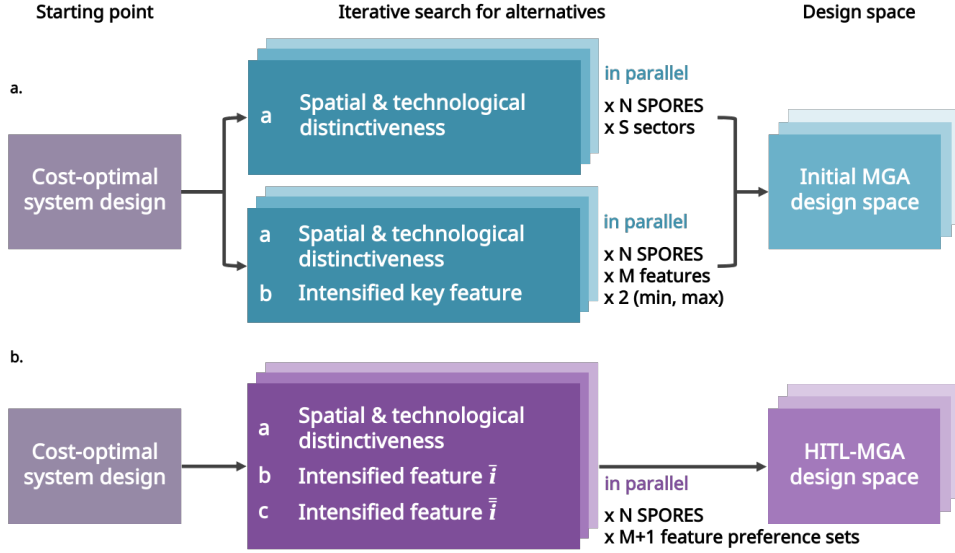 Starting point
Iterative search for alternatives
Design space
a.
Cost-optimal
system design
a
Spatial & technological
distinctiveness
in parallel
x N SPORES
x S sectors
a
Spatial & technological
distinctiveness
b
Intensified key feature
in parallel
x N SPORES
x M features
x 2 (min, max)
Initial MGA
design space
b.
Cost-optimal
system design
a
Spatial & technological
distinctiveness
b
Intensified feature i̅
c
Intensified feature i̿
in parallel
x N SPORES
x M+1 feature preference sets
HITL-MGA
design space